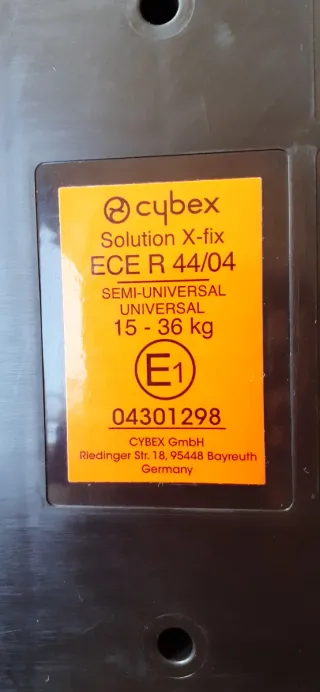 cybex
Solution X-fix
ECE R 44/04
SEMI-UNIVERSAL
UNIVERSAL
15 - 36 kg
E1
04301298
CYBEX GmbH
Riedinger Str. 18, 95448 Bayreuth
Germany